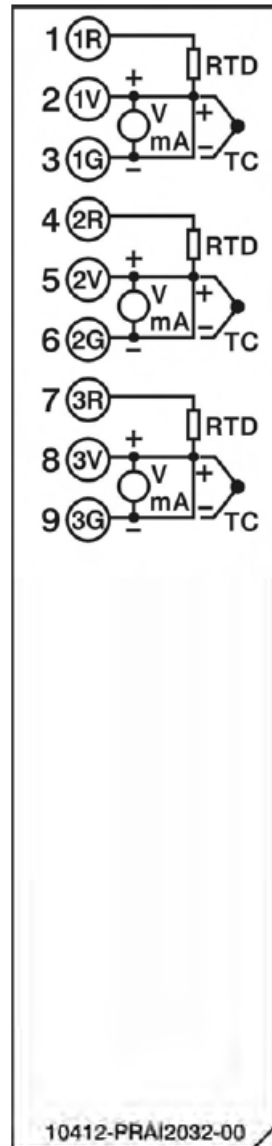 1 1R RTD
+
2 1V V +
mA
3 1G − − TC
4 2R RTD
+
5 2V V +
mA
6 2G − − TC
7 3R RTD
+
8 3V V +
mA
9 3G − − TC
10412-PRAI2032-00